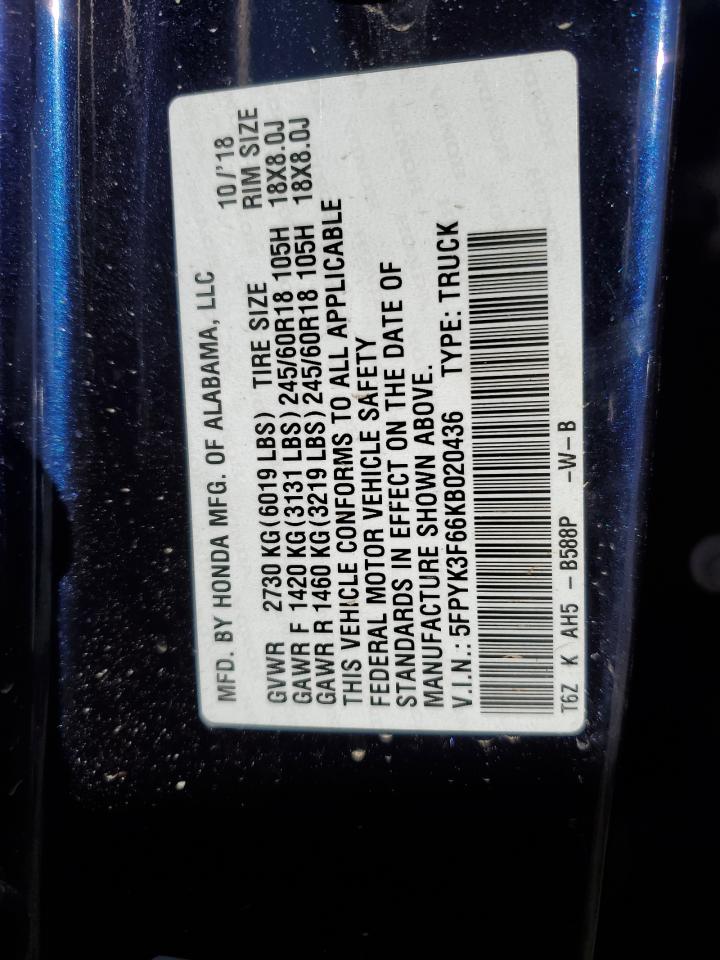 MFD. BY HONDA MFG. OF ALABAMA, LLC 10/'18
GVWR 2730 KG(6019 LBS) TIRE SIZE RIM SIZE
GAWR F 1420 KG(3131 LBS)245/60R18 105H 18X8.0J
GAWR R 1460 KG(3219 LBS)245/60R18 105H 18X8.0J
THIS VEHICLE CONFORMS TO ALL APPLICABLE
FEDERAL MOTOR VEHICLE SAFETY
STANDARDS IN EFFECT ON THE DATE OF
MANUFACTURE SHOWN ABOVE.
V.I.N.: 5FPYK3F66KB020436 TYPE: TRUCK
T6Z K AH5 -B588P -W-B